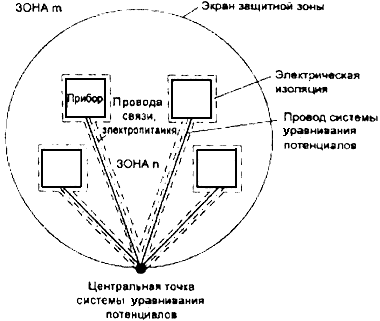 ЗОНА m
Экран защитной зоны
Электрическая
изоляция
Прибор
Провода
связи,
электропитания
Провод системы
уравнивания
потенциалов
ЗОНА n
Центральная точка
системы уравнивания
потенциалов